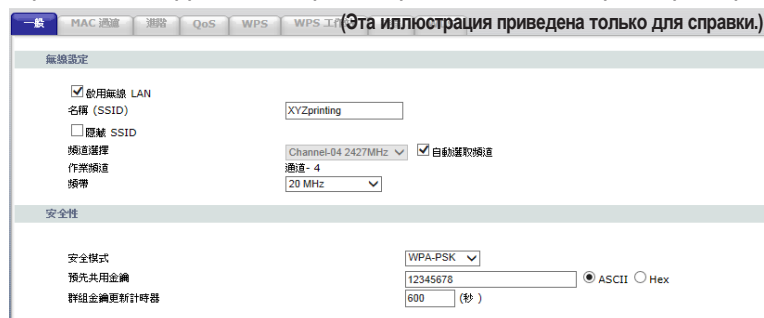 一般 MAC 過濾 進階 QoS WPS WPS (Эта иллюстрация приведена только для справки.)
無線設定
啟用無線 LAN
名稱 (SSID) XYZprinting
隱藏 SSID
頻道選擇 Channel-04 2427MHz 自動選取頻道
作業頻道 通道- 4
頻帶 20 MHz
安全性
安全模式 WPA-PSK
預先共用金鑰 12345678 ASCII Hex
群組金鑰更新計時器 600 (秒 )